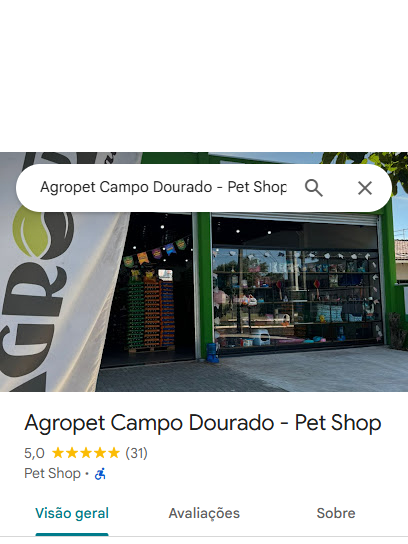 Agropet Campo Dourado - Pet Shop
AGRO
Agropet Campo Dourado - Pet Shop
5,0 (31)
Pet Shop •
Visão geral Avaliações Sobre